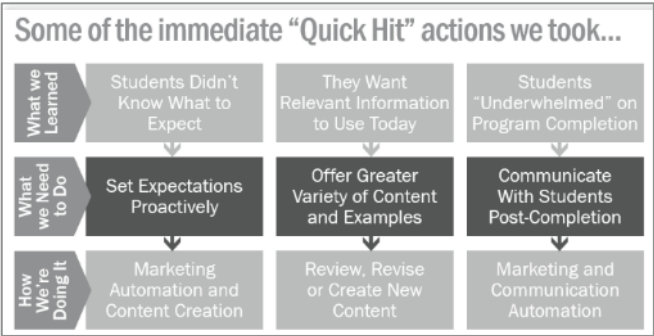 Some of the immediate “Quick Hit” actions we took...
What we
Learned
Students Didn’t
Know What to
Expect
They Want
Relevant Information
to Use Today
Students
“Underwhelmed” on
Program Completion
What
we Need
to Do
Set Expectations
Proactively
Offer Greater
Variety of Content
and Examples
Communicate
With Students
Post-Completion
How
We’re
Doing It
Marketing
Automation and
Content Creation
Review, Revise
or Create New
Content
Marketing and
Communication
Automation